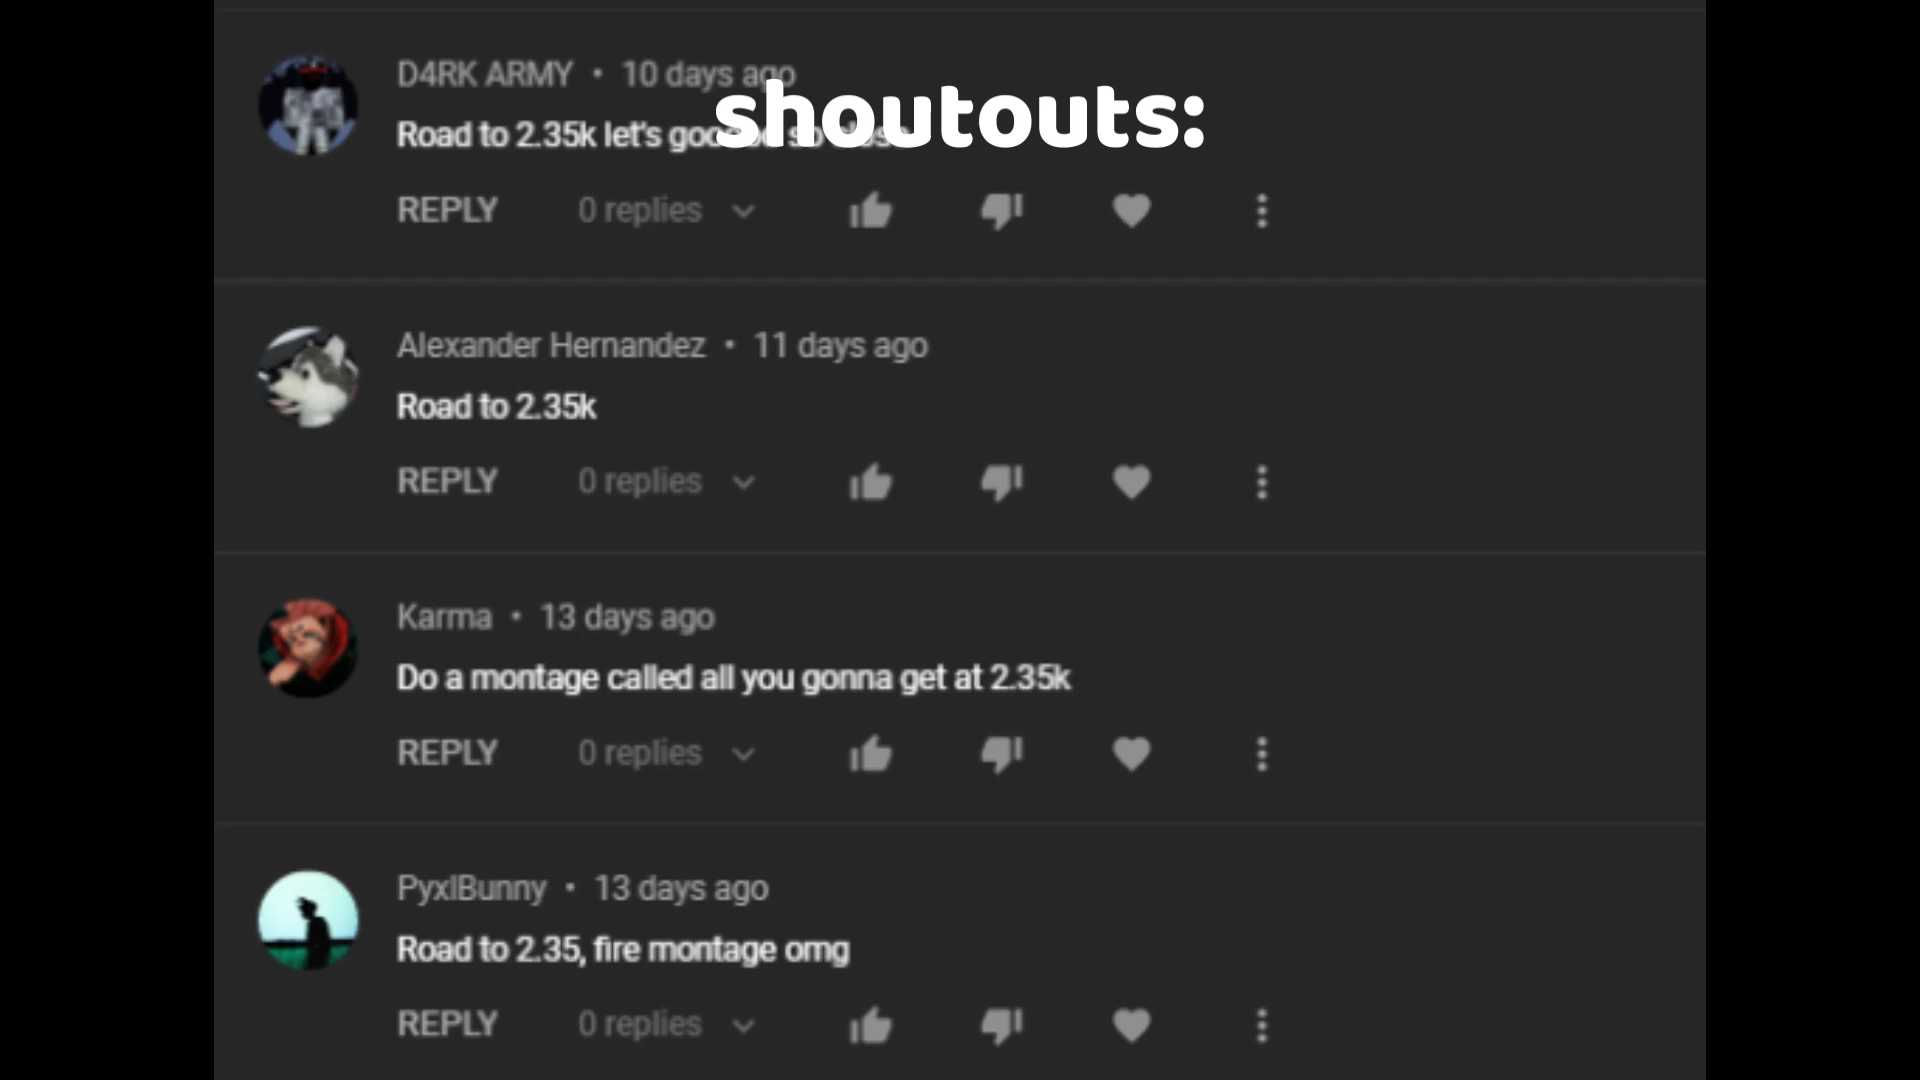 D4RK ARMY • 10 days ago
shoutouts:
Road to 2.35k let's
REPLY 0 replies
Alexander Hernandez • 11 days ago
Road to 2.35k
REPLY 0 replies
Karma • 13 days ago
Do a montage called all you gonna get at 2.35k
REPLY 0 replies
PyxlBunny • 13 days ago
Road to 2.35, fire montage omg
REPLY 0 replies